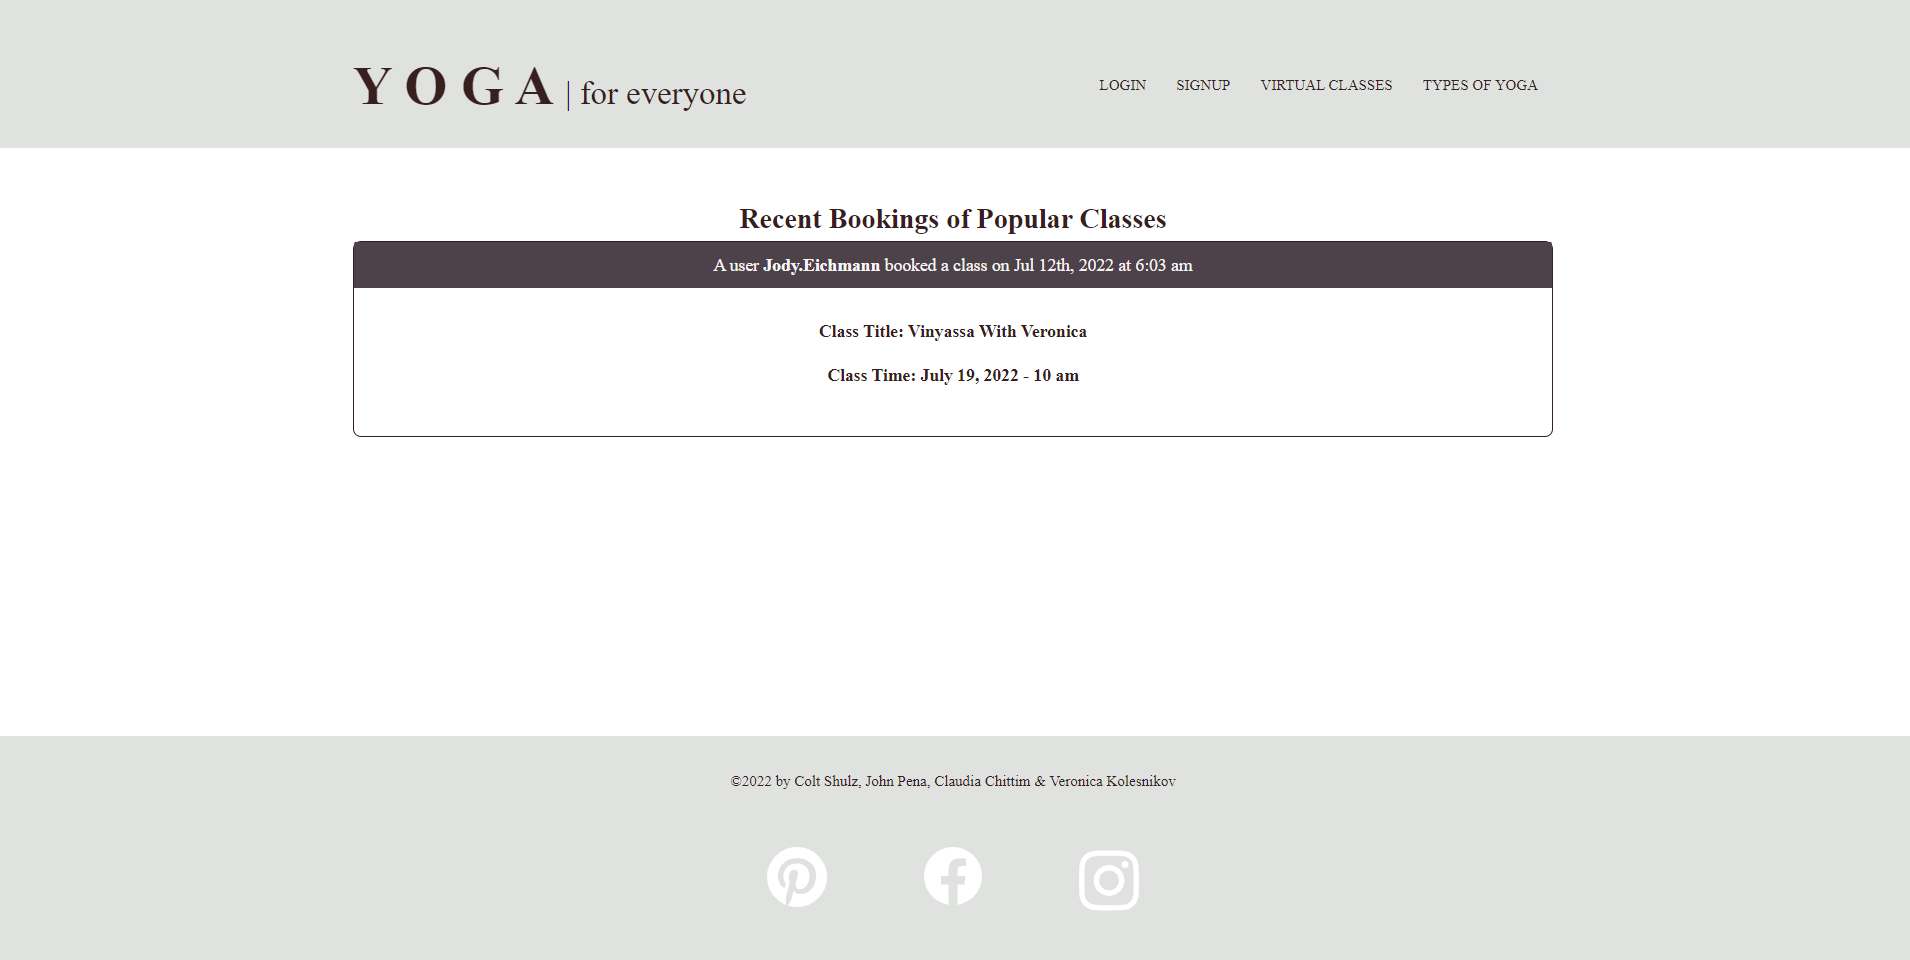 YOGA | for everyone
LOGIN SIGNUP VIRTUAL CLASSES TYPES OF YOGA
Recent Bookings of Popular Classes
A user Jody.Eichmann booked a class on Jul 12th, 2022 at 6:03 am
Class Title: Vinyassa With Veronica
Class Time: July 19, 2022 - 10 am
©2022 by Colt Shulz, John Pena, Claudia Chittim & Veronica Kolesnikov